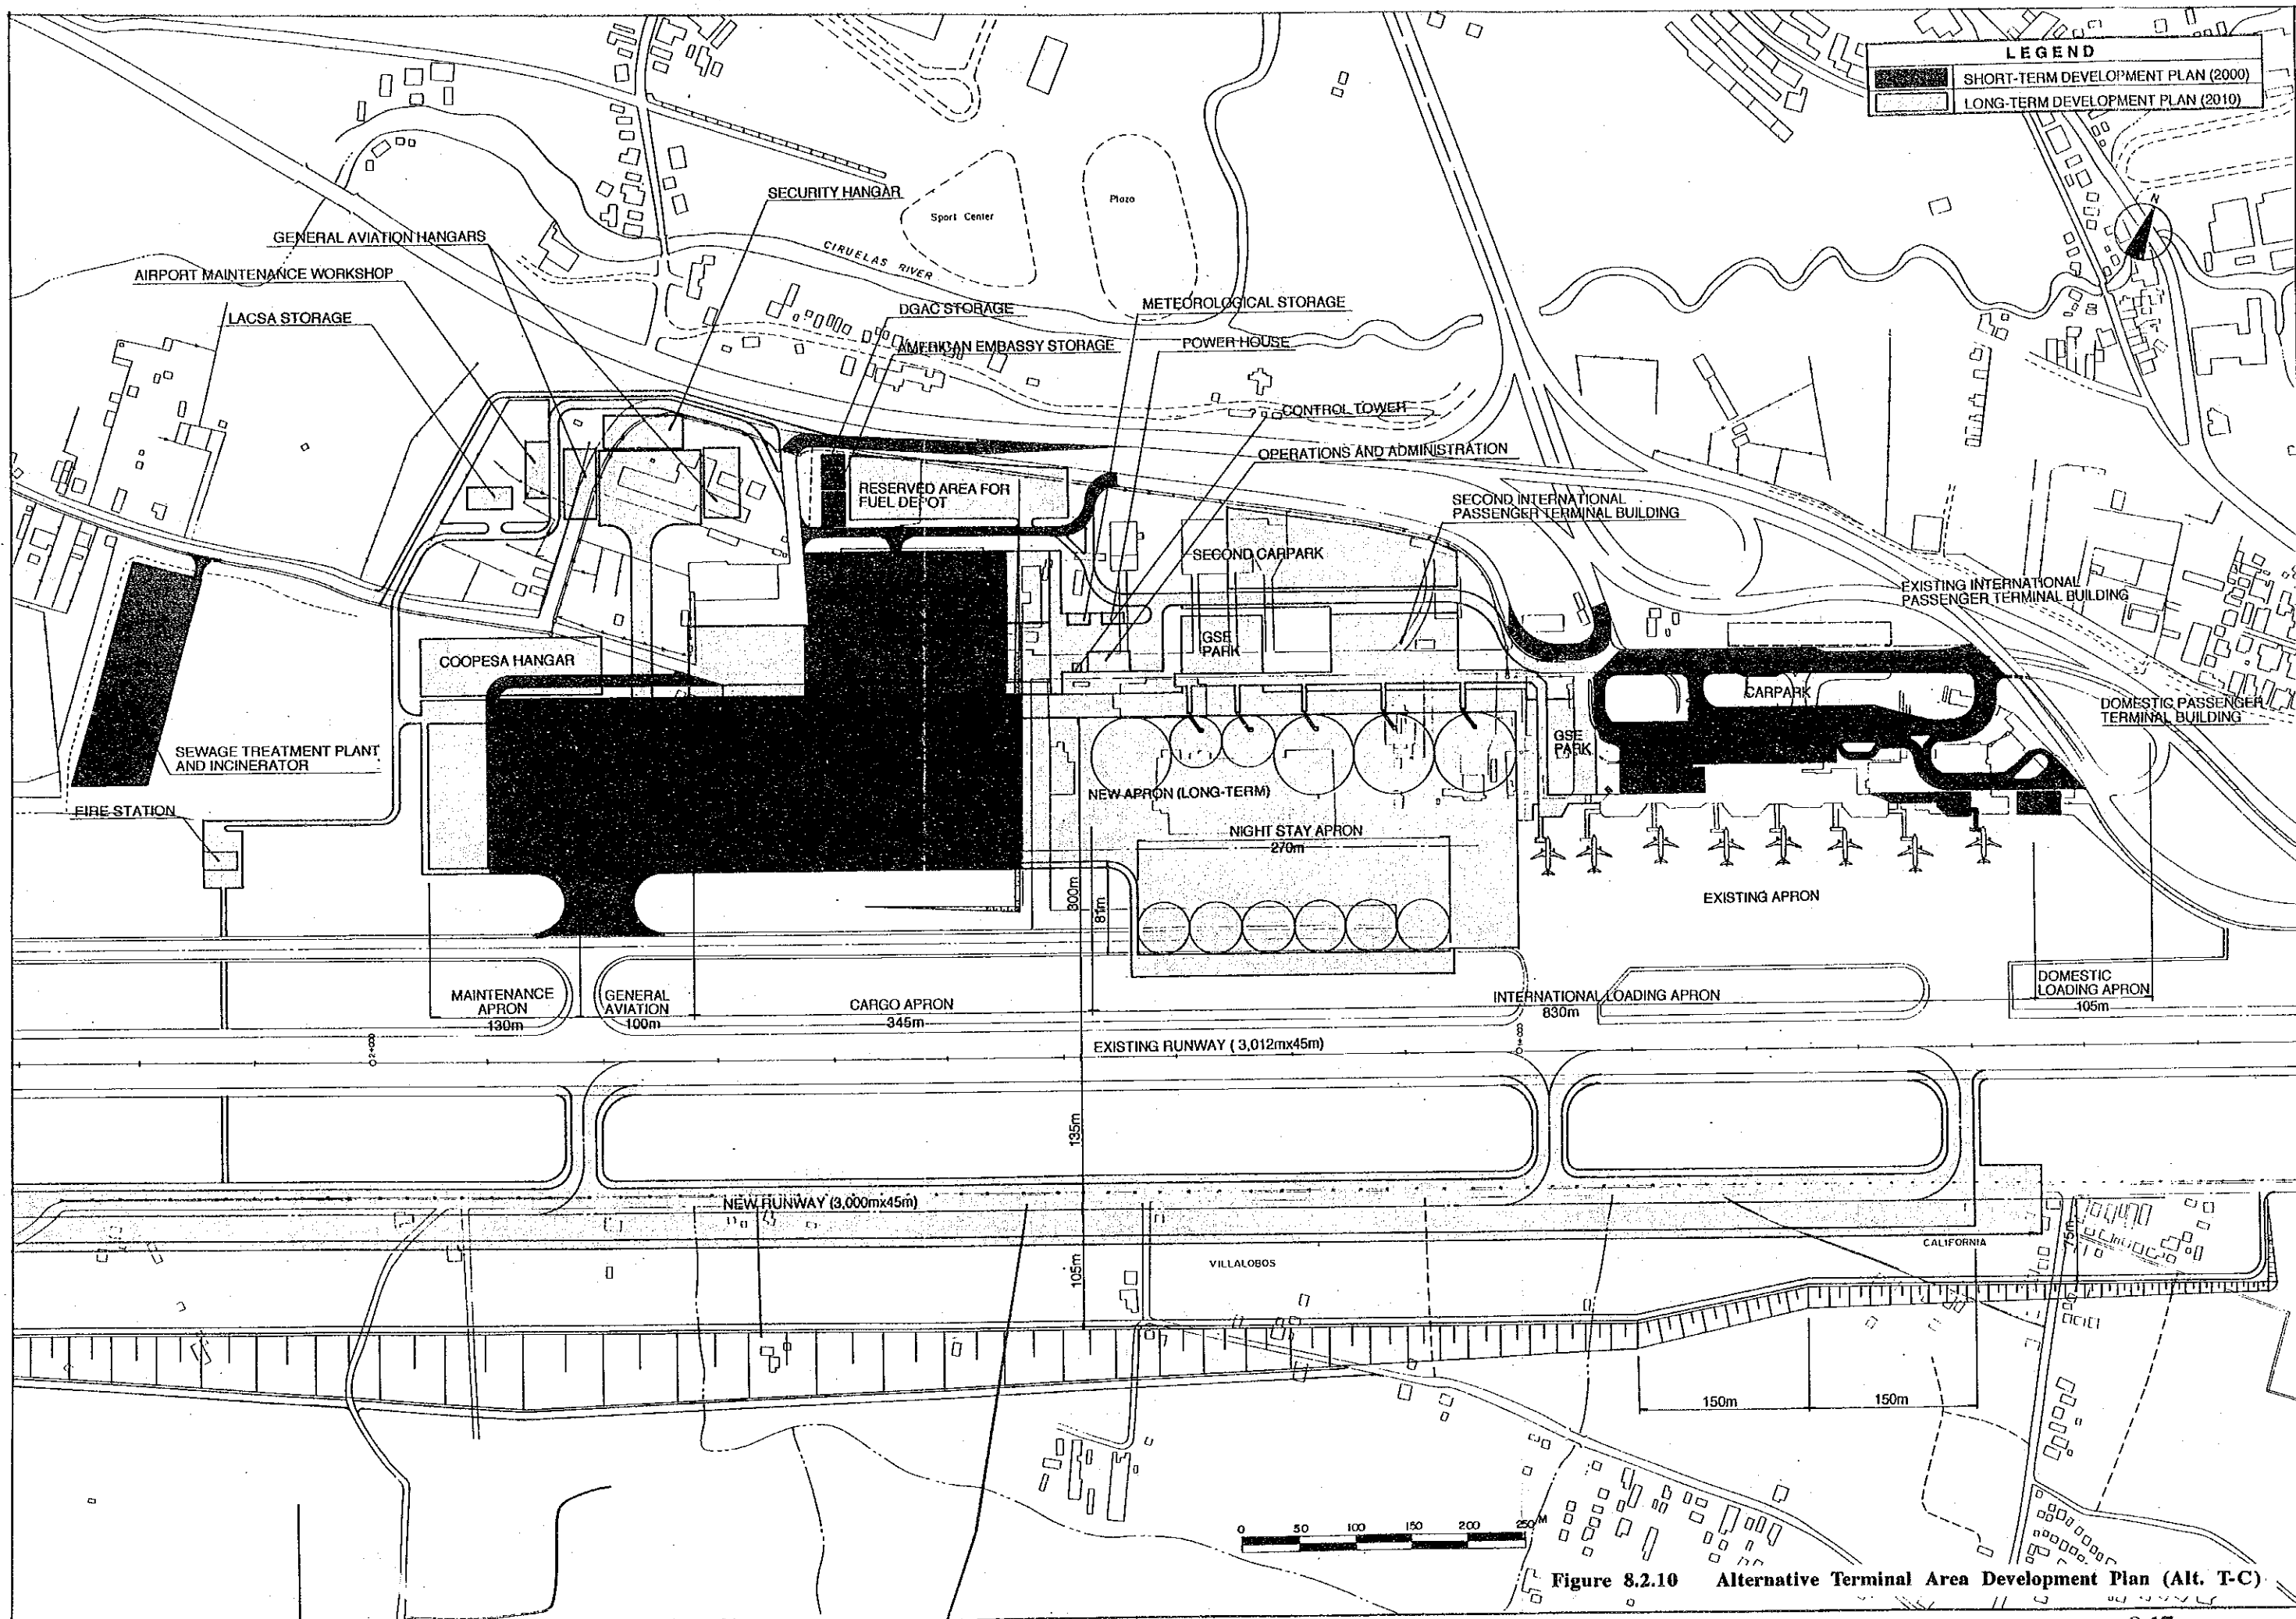 LEGEND
SHORT-TERM DEVELOPMENT PLAN (2000)
LONG-TERM DEVELOPMENT PLAN (2010)
N
SECURITY HANGAR
Sport Center
Plaza
GENERAL AVIATION HANGARS
CIRUELAS RIVER
AIRPORT MAINTENANCE WORKSHOP
LACSA STORAGE
DGAC STORAGE
METEOROLOGICAL STORAGE
AMERICAN EMBASSY STORAGE
POWER HOUSE
CONTROL TOWER
OPERATIONS AND ADMINISTRATION
RESERVED AREA FOR
FUEL DEPOT
SECOND INTERNATIONAL
PASSENGER TERMINAL BUILDING
SECOND CARPARK
EXISTING INTERNATIONAL
PASSENGER TERMINAL BUILDING
GSE
PARK
COOPESA HANGAR
CARPARK
DOMESTIC PASSENGER
TERMINAL BUILDING
GSE
PARK
SEWAGE TREATMENT PLANT
AND INCINERATOR
NEW APRON (LONG-TERM)
FIRE STATION
NIGHT STAY APRON
270m
300m
81m
EXISTING APRON
MAINTENANCE
APRON
130m
GENERAL
AVIATION
100m
CARGO APRON
345m
INTERNATIONAL LOADING APRON
830m
DOMESTIC
LOADING APRON
105m
EXISTING RUNWAY ( 3,012mx45m)
135m
NEW RUNWAY (3,000mx45m)
CALIFORNIA
VILLALOBOS
105m
75m
150m
150m
0 50 100 150 200 250 M
Figure 8.2.10 Alternative Terminal Area Development Plan (Alt. T-C)